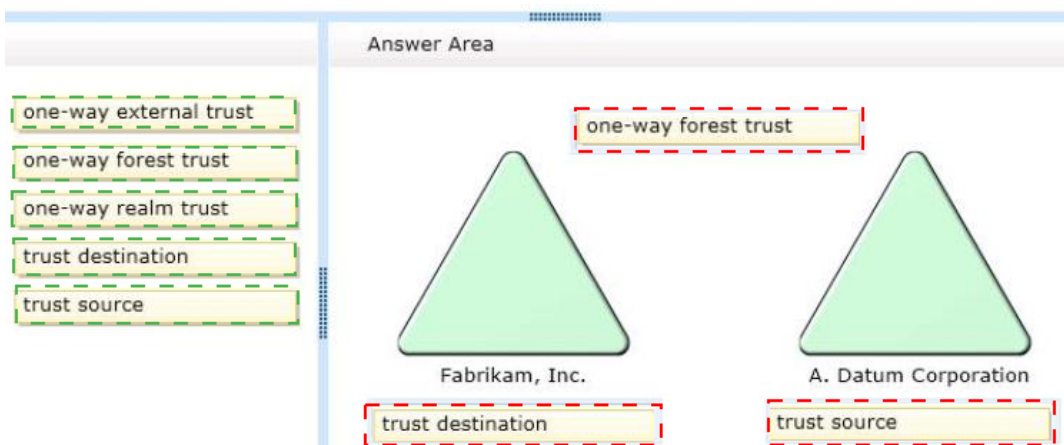 Answer Area
one-way external trust
one-way forest trust
one-way realm trust
trust destination
trust source
one-way forest trust
Fabrikam, Inc.
A. Datum Corporation
trust destination
trust source